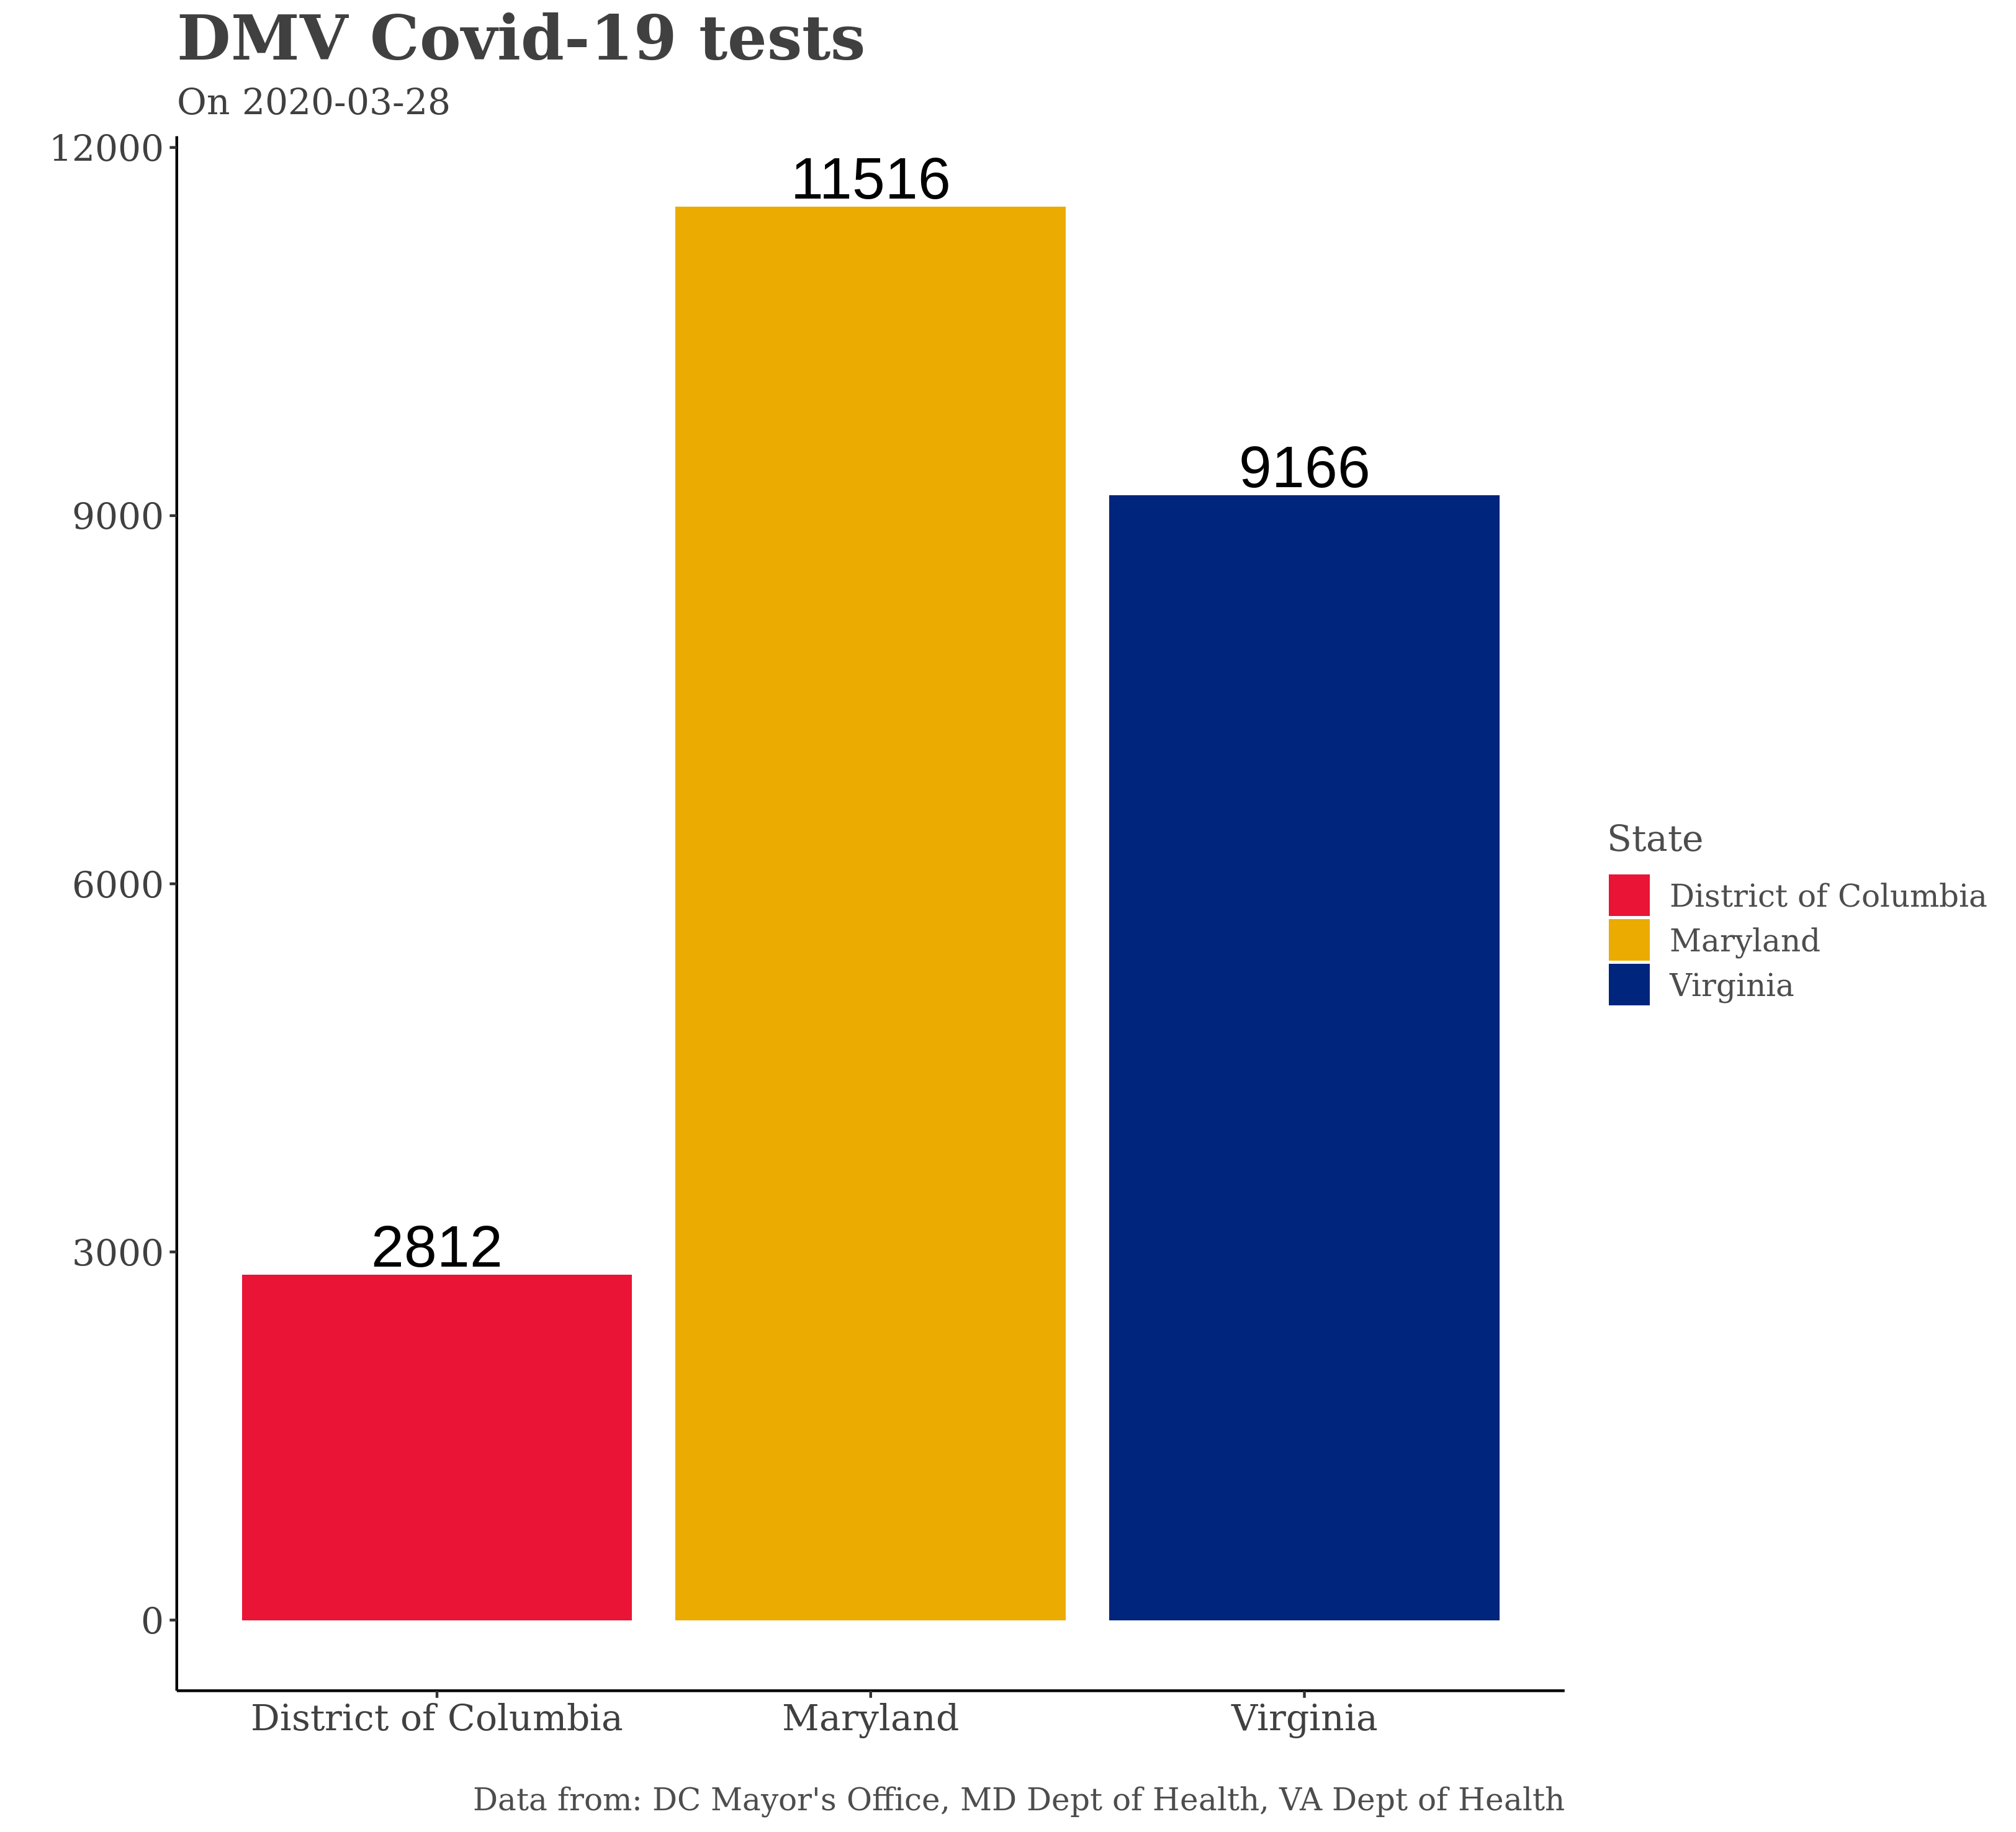 DMV Covid-19 tests
On 2020-03-28
12000
11516
9166
9000
6000
State
District of Columbia
Maryland
Virginia
3000
2812
0
District of Columbia Maryland Virginia
Data from: DC Mayor's Office, MD Dept of Health, VA Dept of Health